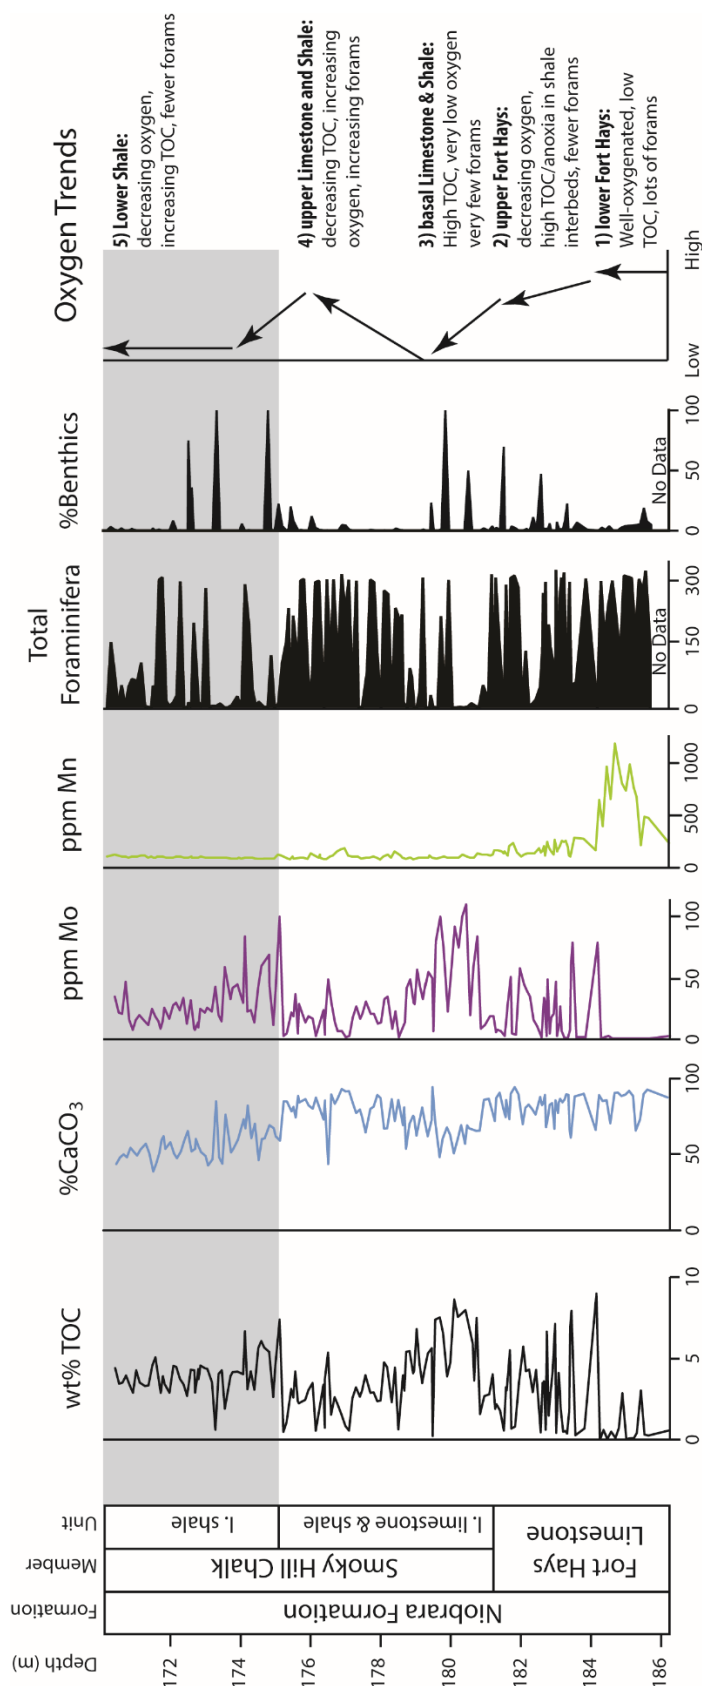 Oxygen Trends
5) Lower Shale:
decreasing oxygen,
increasing TOC, fewer forams
4) upper Limestone and Shale:
decreasing TOC, increasing
oxygen, increasing forams
3) basal Limestone & Shale:
High TOC, very low oxygen
very few forams
2) upper Fort Hays:
decreasing oxygen,
high TOC/anoxia in shale
interbeds, fewer forams
1) lower Fort Hays:
Well-oxygenated, low
TOC, lots of forams
Low
High
%Benthics
0
50
100
No Data
Total
Foraminifera
0
150
300
No Data
ppm Mn
0
500
1000
ppm Mo
0
50
100
%CaCO3
0
50
100
wt% TOC
0
5
10
Unit
l. shale
l. limestone & shale
Member
Smoky Hill Chalk
Fort Hays
Limestone
Formation
Niobrara Formation
Depth (m)
172
174
176
178
180
182
184
186